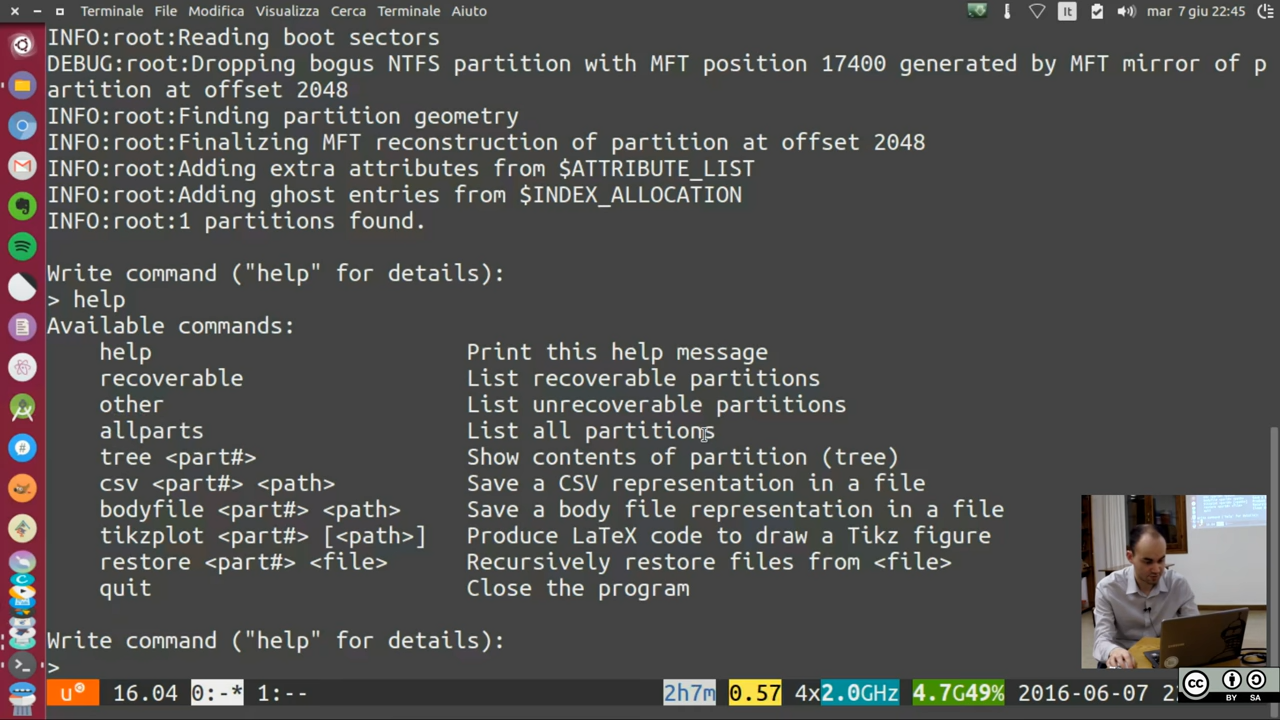 Terminale File Modifica Visualizza Cerca Terminale Aiuto It mar 7 giu 22:45
INFO:root:Reading boot sectors
DEBUG:root:Dropping bogus NTFS partition with MFT position 17400 generated by MFT mirror of p
artition at offset 2048
INFO:root:Finding partition geometry
INFO:root:Finalizing MFT reconstruction of partition at offset 2048
INFO:root:Adding extra attributes from $ATTRIBUTE_LIST
INFO:root:Adding ghost entries from $INDEX_ALLOCATION
INFO:root:1 partitions found.
Write command ("help" for details):
> help
Available commands:
help Print this help message
recoverable List recoverable partitions
other List unrecoverable partitions
allparts List all partitions
tree <part#> Show contents of partition (tree)
csv <part#> <path> Save a CSV representation in a file
bodyfile <part#> <path> Save a body file representation in a file
tikzplot <part#> [<path>] Produce LaTeX code to draw a Tikz figure
restore <part#> <file> Recursively restore files from <file>
quit Close the program
Write command ("help" for details):
>
u 16.04 0:-* 1:-- 2h7m 0.57 4x2.0GHz 4.7G49% 2016-06-07 2
cc BY SA